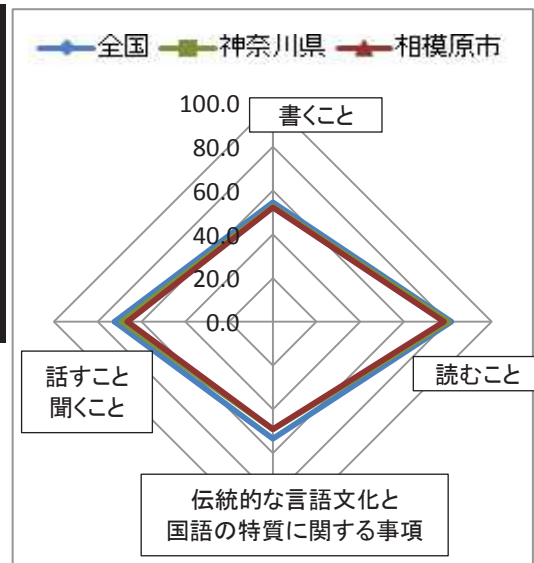 全国 神奈川県 相模原市
100.0
書くこと
80.0
60.0
40.0
20.0
0.0
読むこと
話すこと
聞くこと
伝統的な言語文化と
国語の特質に関する事項